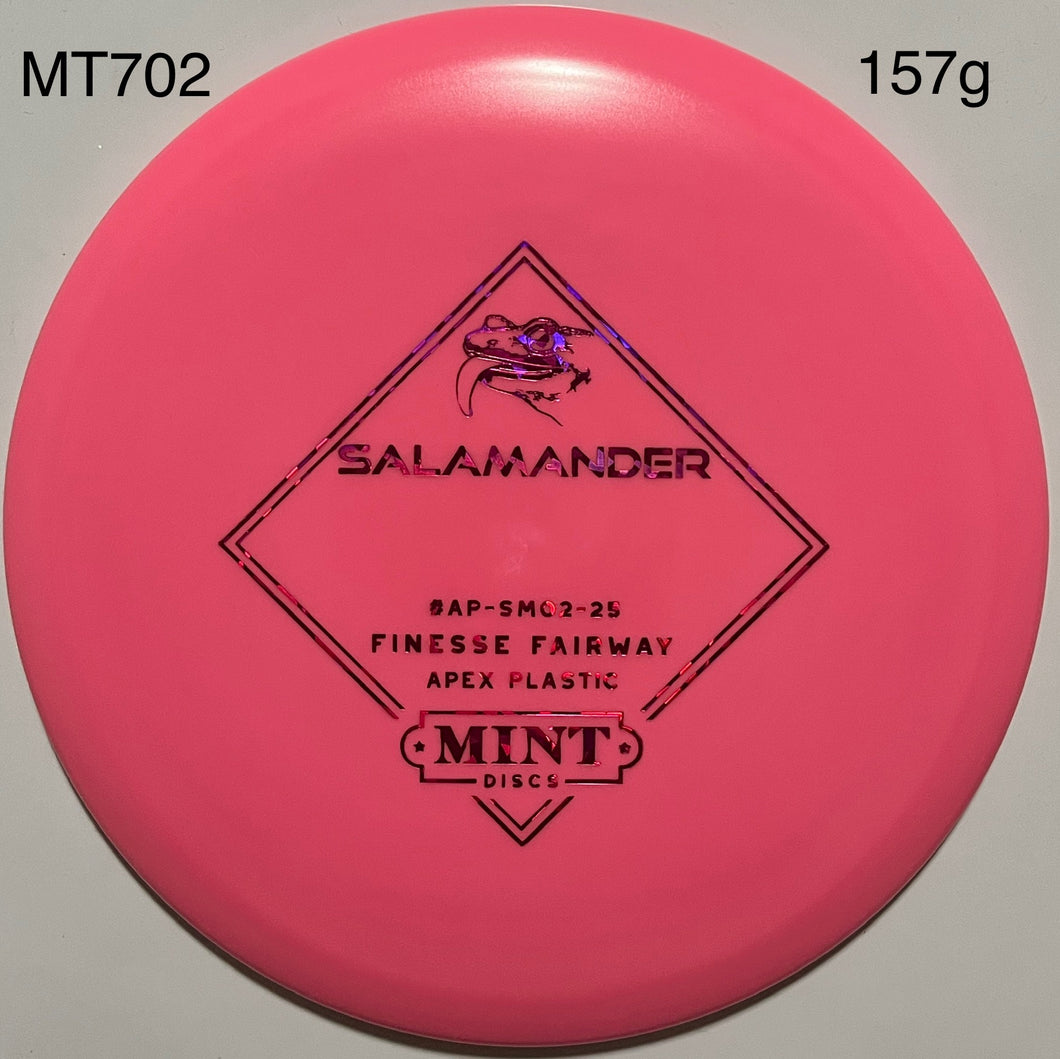 MT702
157g
SALAMANDER
#AP-SM02-25
FINESSE FAIRWAY
APEX PLASTIC
MINT
DISCS